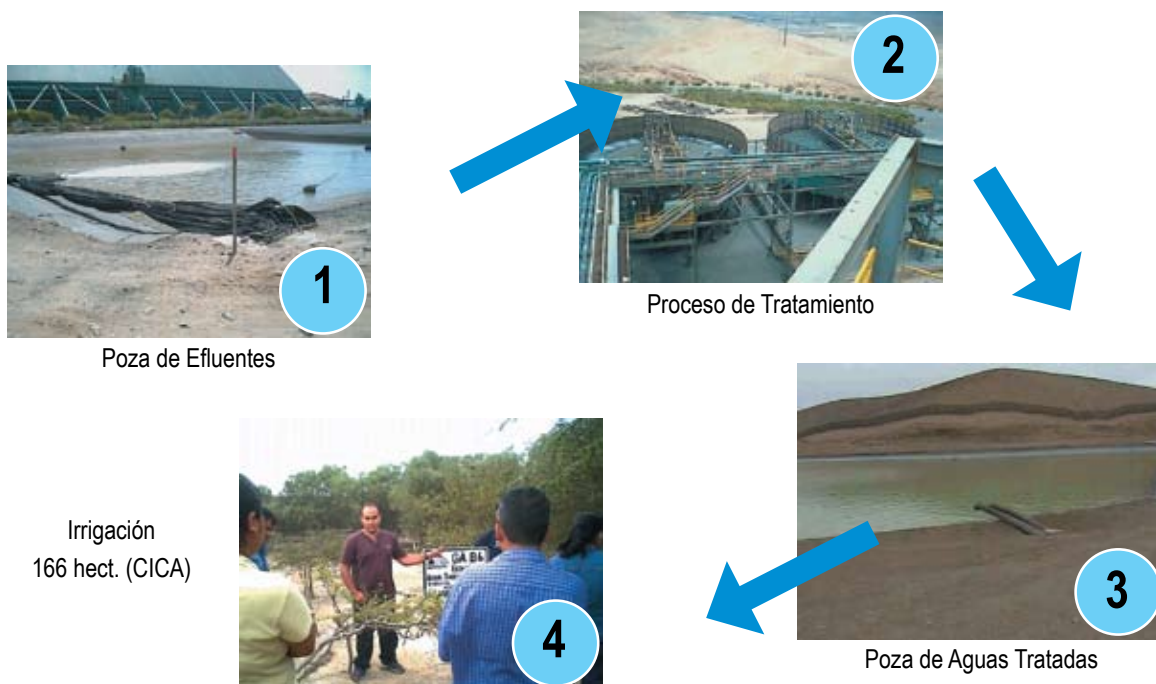 1
Poza de Efluentes
2
Proceso de Tratamiento
3
Poza de Aguas Tratadas
Irrigación
166 hect. (CICA)
4